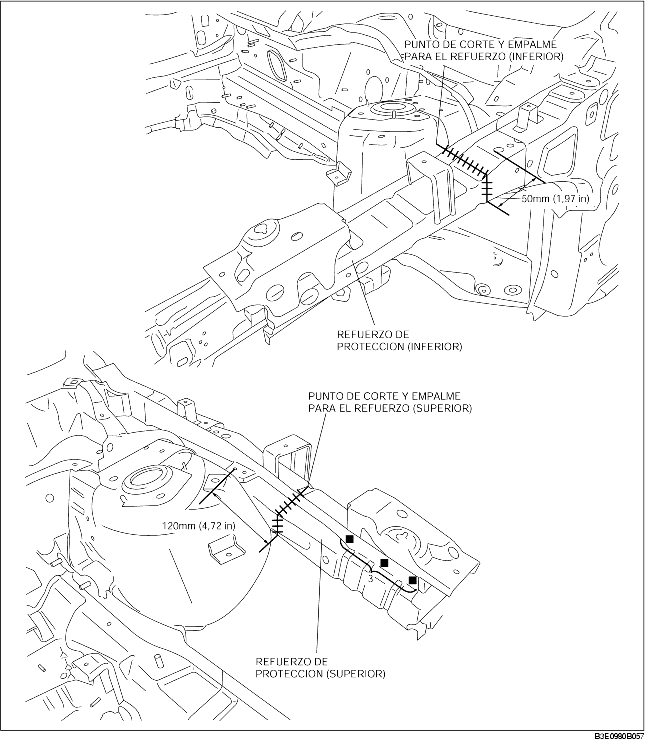 PUNTO DE CORTE Y EMPALME
PARA EL REFUERZO (INFERIOR)
50mm (1,97 in)
REFUERZO DE
PROTECCION (INFERIOR)
PUNTO DE CORTE Y EMPALME
PARA EL REFUERZO (SUPERIOR)
120mm (4,72 in)
3
REFUERZO DE
PROTECCION (SUPERIOR)
B3E0980B057